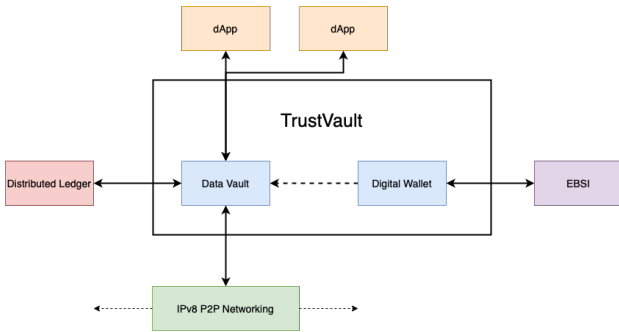 dApp
dApp
TrustVault
Distributed Ledger
Data Vault
Digital Wallet
EBSI
IPv8 P2P Networking